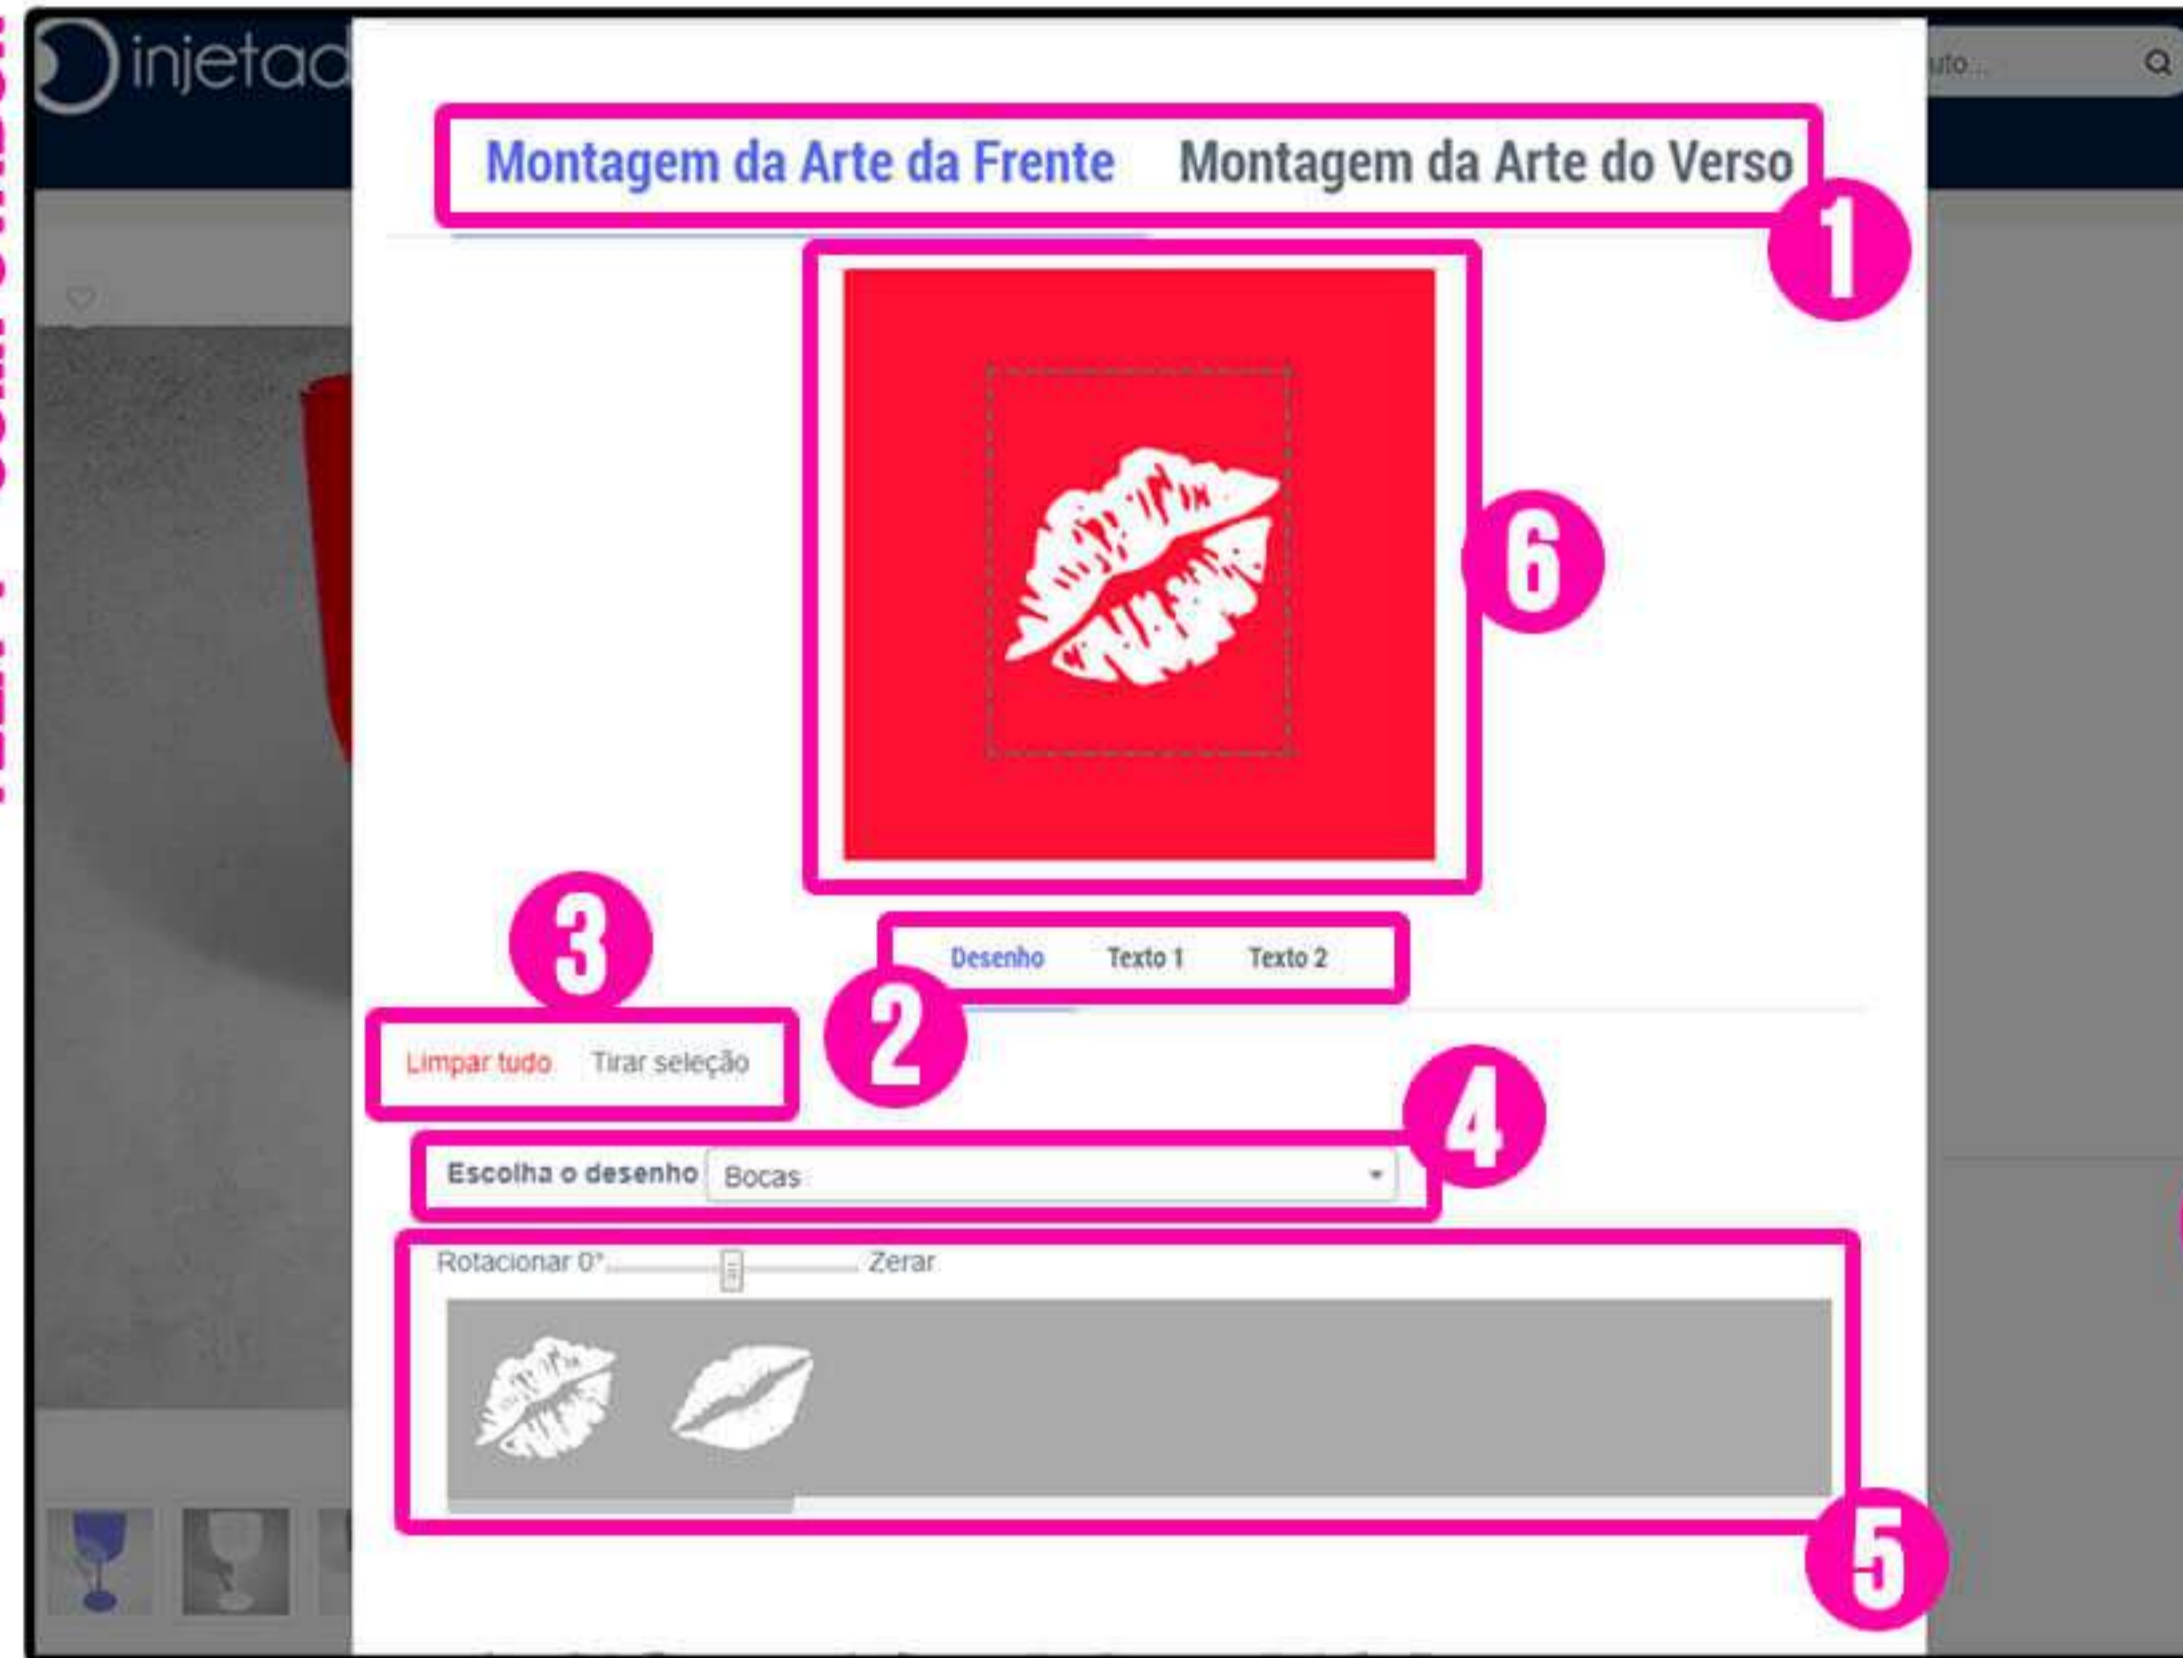 injetad
uto...
Montagem da Arte da Frente Montagem da Arte do Verso
1
6
3
Desenho Texto 1 Texto 2
2
Limpar tudo Tirar seleção
4
Escolha o desenho Bocas
Rotacionar 0° Zerar
5